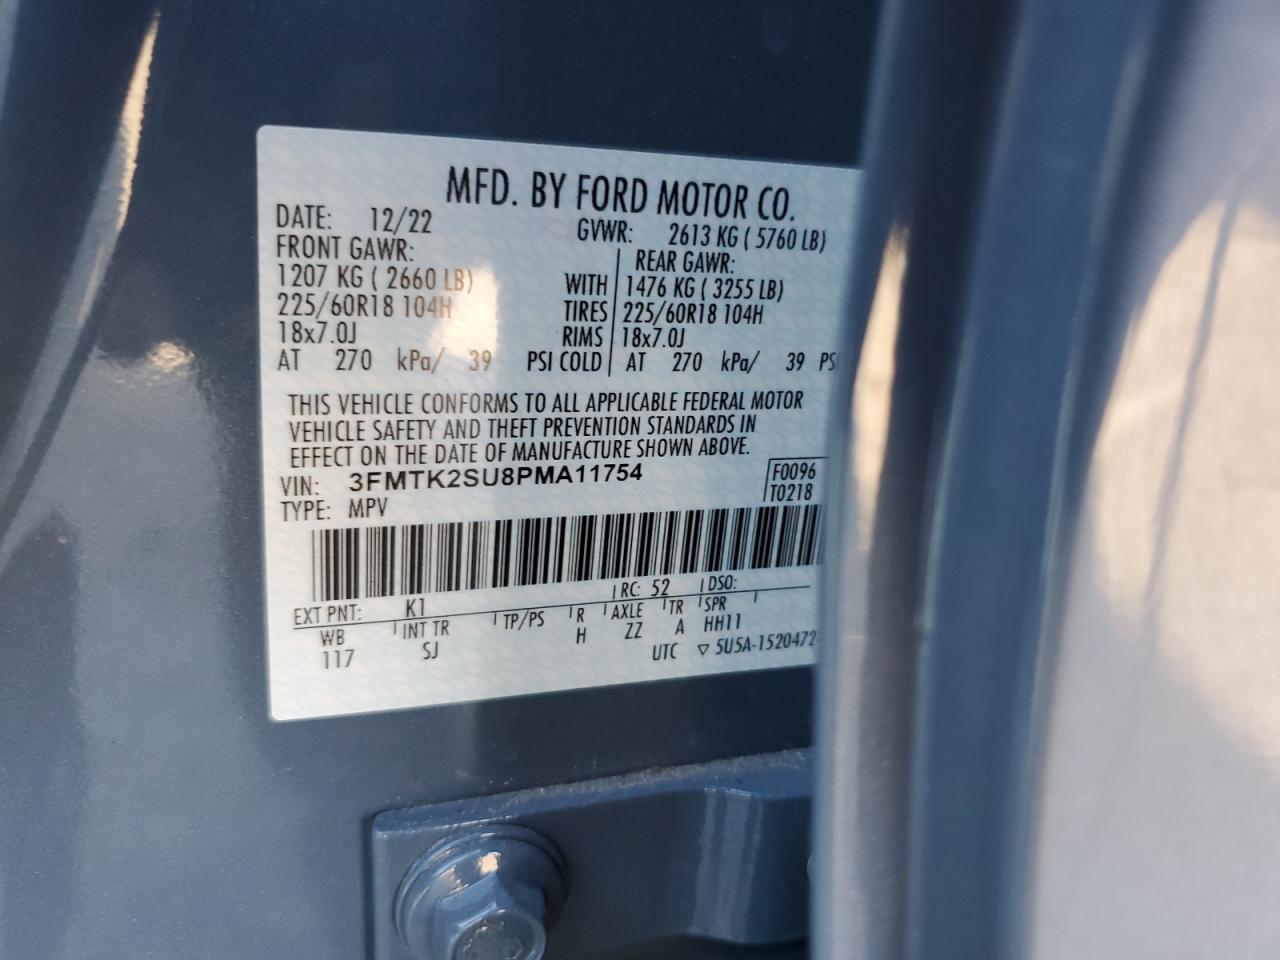 MFD. BY FORD MOTOR CO.
DATE: 12/22 GVWR: 2613 KG ( 5760 LB)
FRONT GAWR: REAR GAWR:
1207 KG ( 2660 LB) WITH 1476 KG ( 3255 LB)
225/60R18 104H TIRES 225/60R18 104H
18x7.0J RIMS 18x7.0J
AT 270 kPa/ 39 PSI COLD AT 270 kPa/ 39 PS
THIS VEHICLE CONFORMS TO ALL APPLICABLE FEDERAL MOTOR
VEHICLE SAFETY AND THEFT PREVENTION STANDARDS IN
EFFECT ON THE DATE OF MANUFACTURE SHOWN ABOVE.
VIN: 3FMTK2SU8PMA11754 F0096
TYPE: MPV T0218
EXT PNT: K1 RC: 52 DSO:
WB INT TR TP/PS R AXLE TR SPR
117 SJ H ZZ A HH11
UTC ▽ 5U5A-1520472-